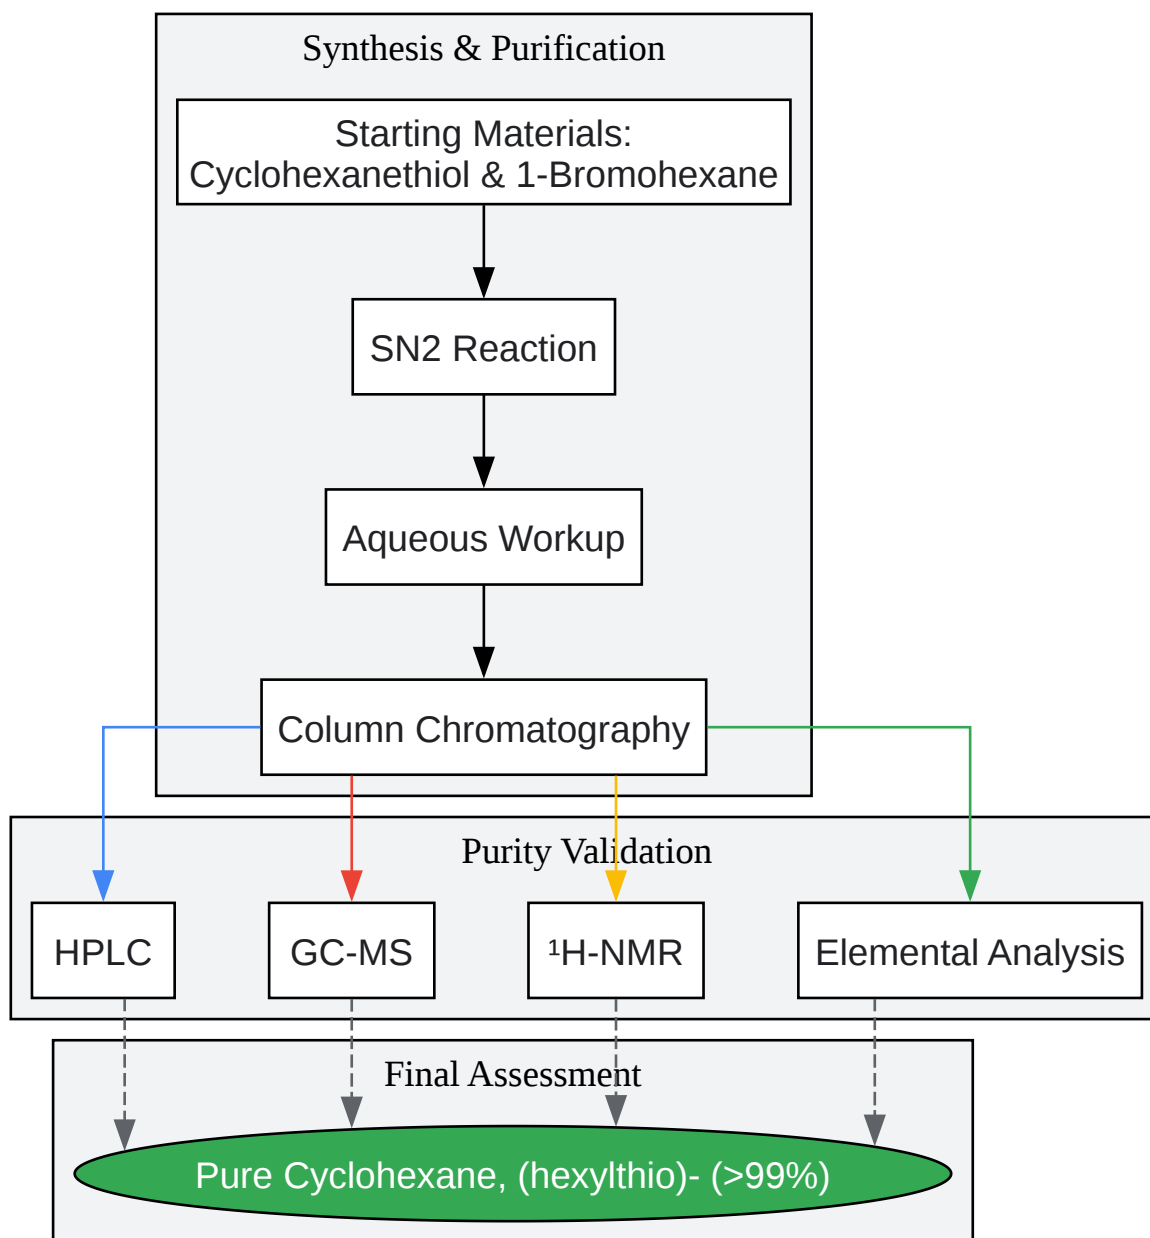 Synthesis & Purification
Starting Materials:
Cyclohexanethiol & 1-Bromohexane
SN2 Reaction
Aqueous Workup
Column Chromatography
Purity Validation
HPLC
GC-MS
¹H-NMR
Elemental Analysis
Final Assessment
Pure Cyclohexane, (hexylthio)- (>99%)